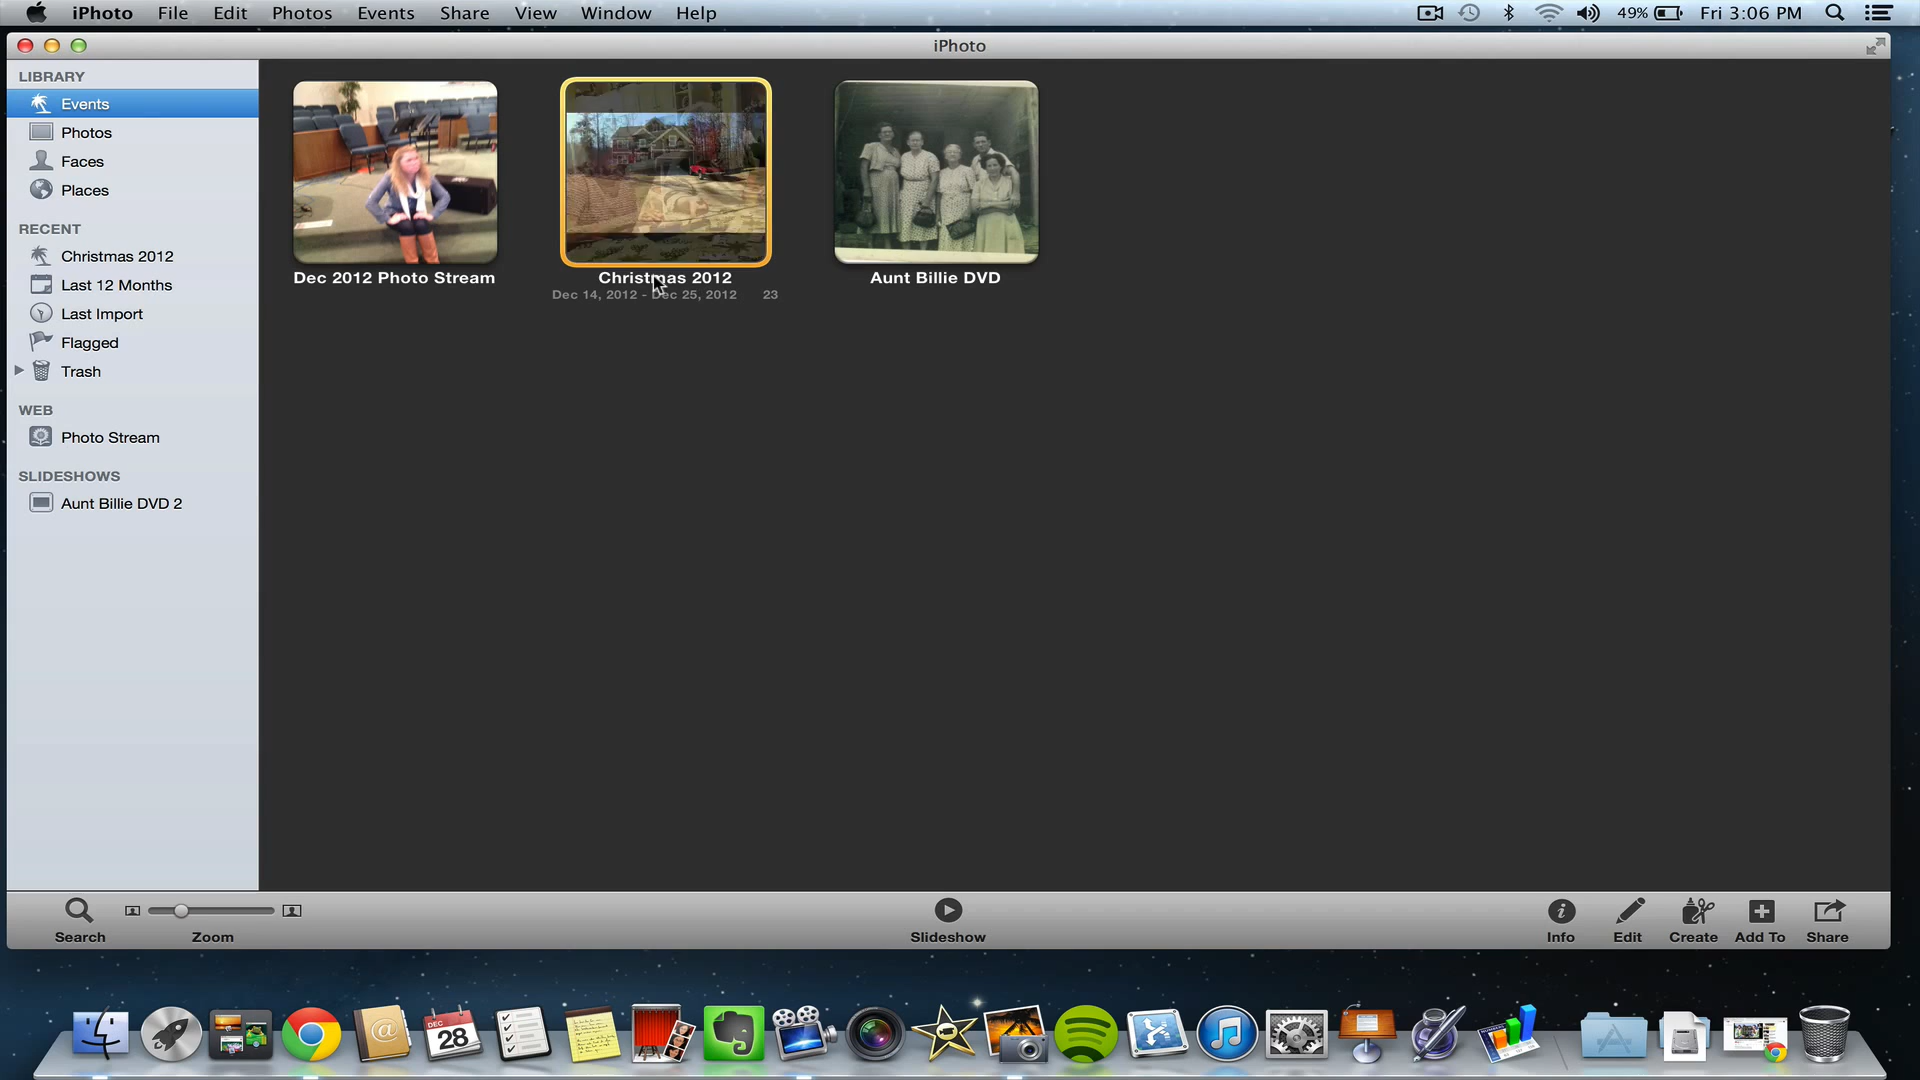 iPhoto File Edit Photos Events Share View Window Help 49% Fri 3:06 PM
iPhoto
LIBRARY
Events
Photos
Faces
Places
RECENT
Christmas 2012
Last 12 Months
Last Import
Flagged
Trash
WEB
Photo Stream
SLIDESHOWS
Aunt Billie DVD 2
Dec 2012 Photo Stream
Christmas 2012
Dec 14, 2012 - Dec 25, 2012 23
Aunt Billie DVD
Search
Zoom
Slideshow
Info
Edit
Create
Add To
Share
DEC
28